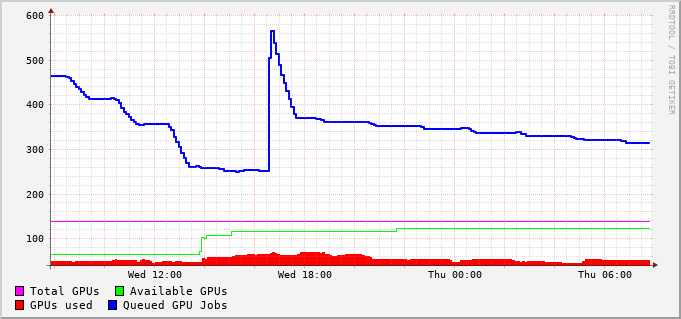 600
500
400
300
200
100
Wed 12:00 Wed 18:00 Thu 00:00 Thu 06:00
Total GPUs Available GPUs
GPUs used Queued GPU Jobs
RRDTOOL / TOBI OETIKER